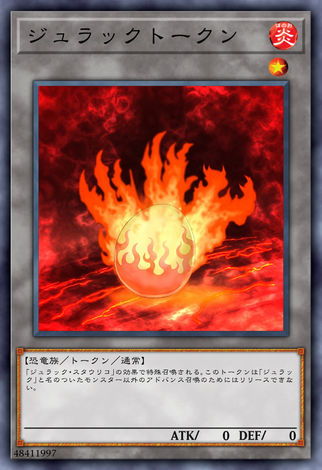 ジュラックトークン
ほのお
炎
【恐竜族／トークン／通常】
「ジュラック・スタウリコ」の効果で特殊召喚される。このトークンは「ジュラッ
ク」と名のついたモンスター以外のアドバンス召喚のためにはリリースできな
い。
ATK/ 0 DEF/ 0
48411997